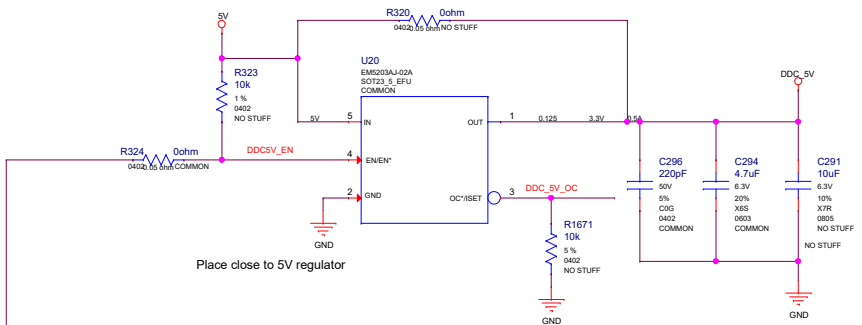 R320 0ohm
0402 0.05 ohm NO STUFF
5V
U20
EM5203AJ-02A
SOT23_5_EFU
COMMON
DDC_5V
R323
10k
1 %
0402
NO STUFF
5V 5 IN
OUT 1 0.125 3.3V 0.5A
R324 0ohm
0402 0.05 ohm COMMON
DDC5V_EN
4 EN/EN*
C296
220pF
50V
5%
C0G
0402
COMMON
C294
4.7uF
6.3V
20%
X6S
0603
COMMON
C291
10uF
6.3V
10%
X7R
0805
NO STUFF
NO STUFF
2 GND
OC*/ISET 3 DDC_5V_OC
GND
R1671
10k
5 %
0402
NO STUFF
Place close to 5V regulator
GND
GND